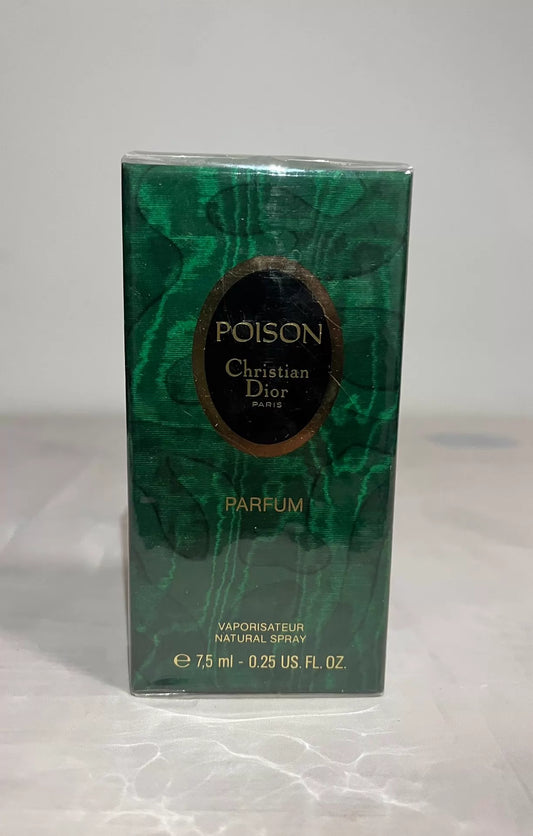 POISON
Christian
Dior
PARIS
PARFUM
VAPORISATEUR
NATURAL SPRAY
℮ 7,5 ml - 0.25 US. FL. OZ.